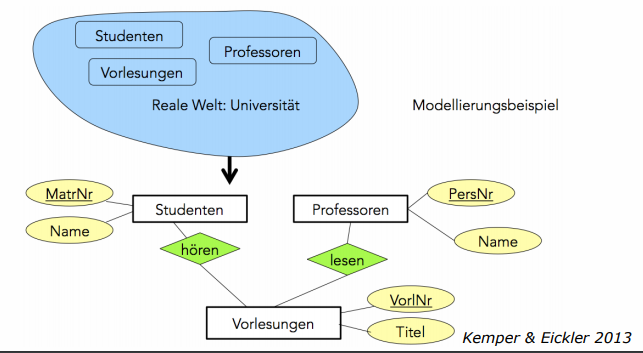 Studenten
Professoren
Vorlesungen
Reale Welt: Universität
Modellierungsbeispiel
MatrNr
PersNr
Studenten
Professoren
Name
Name
hören
lesen
VorlNr
Vorlesungen
Titel
Kemper & Eickler 2013